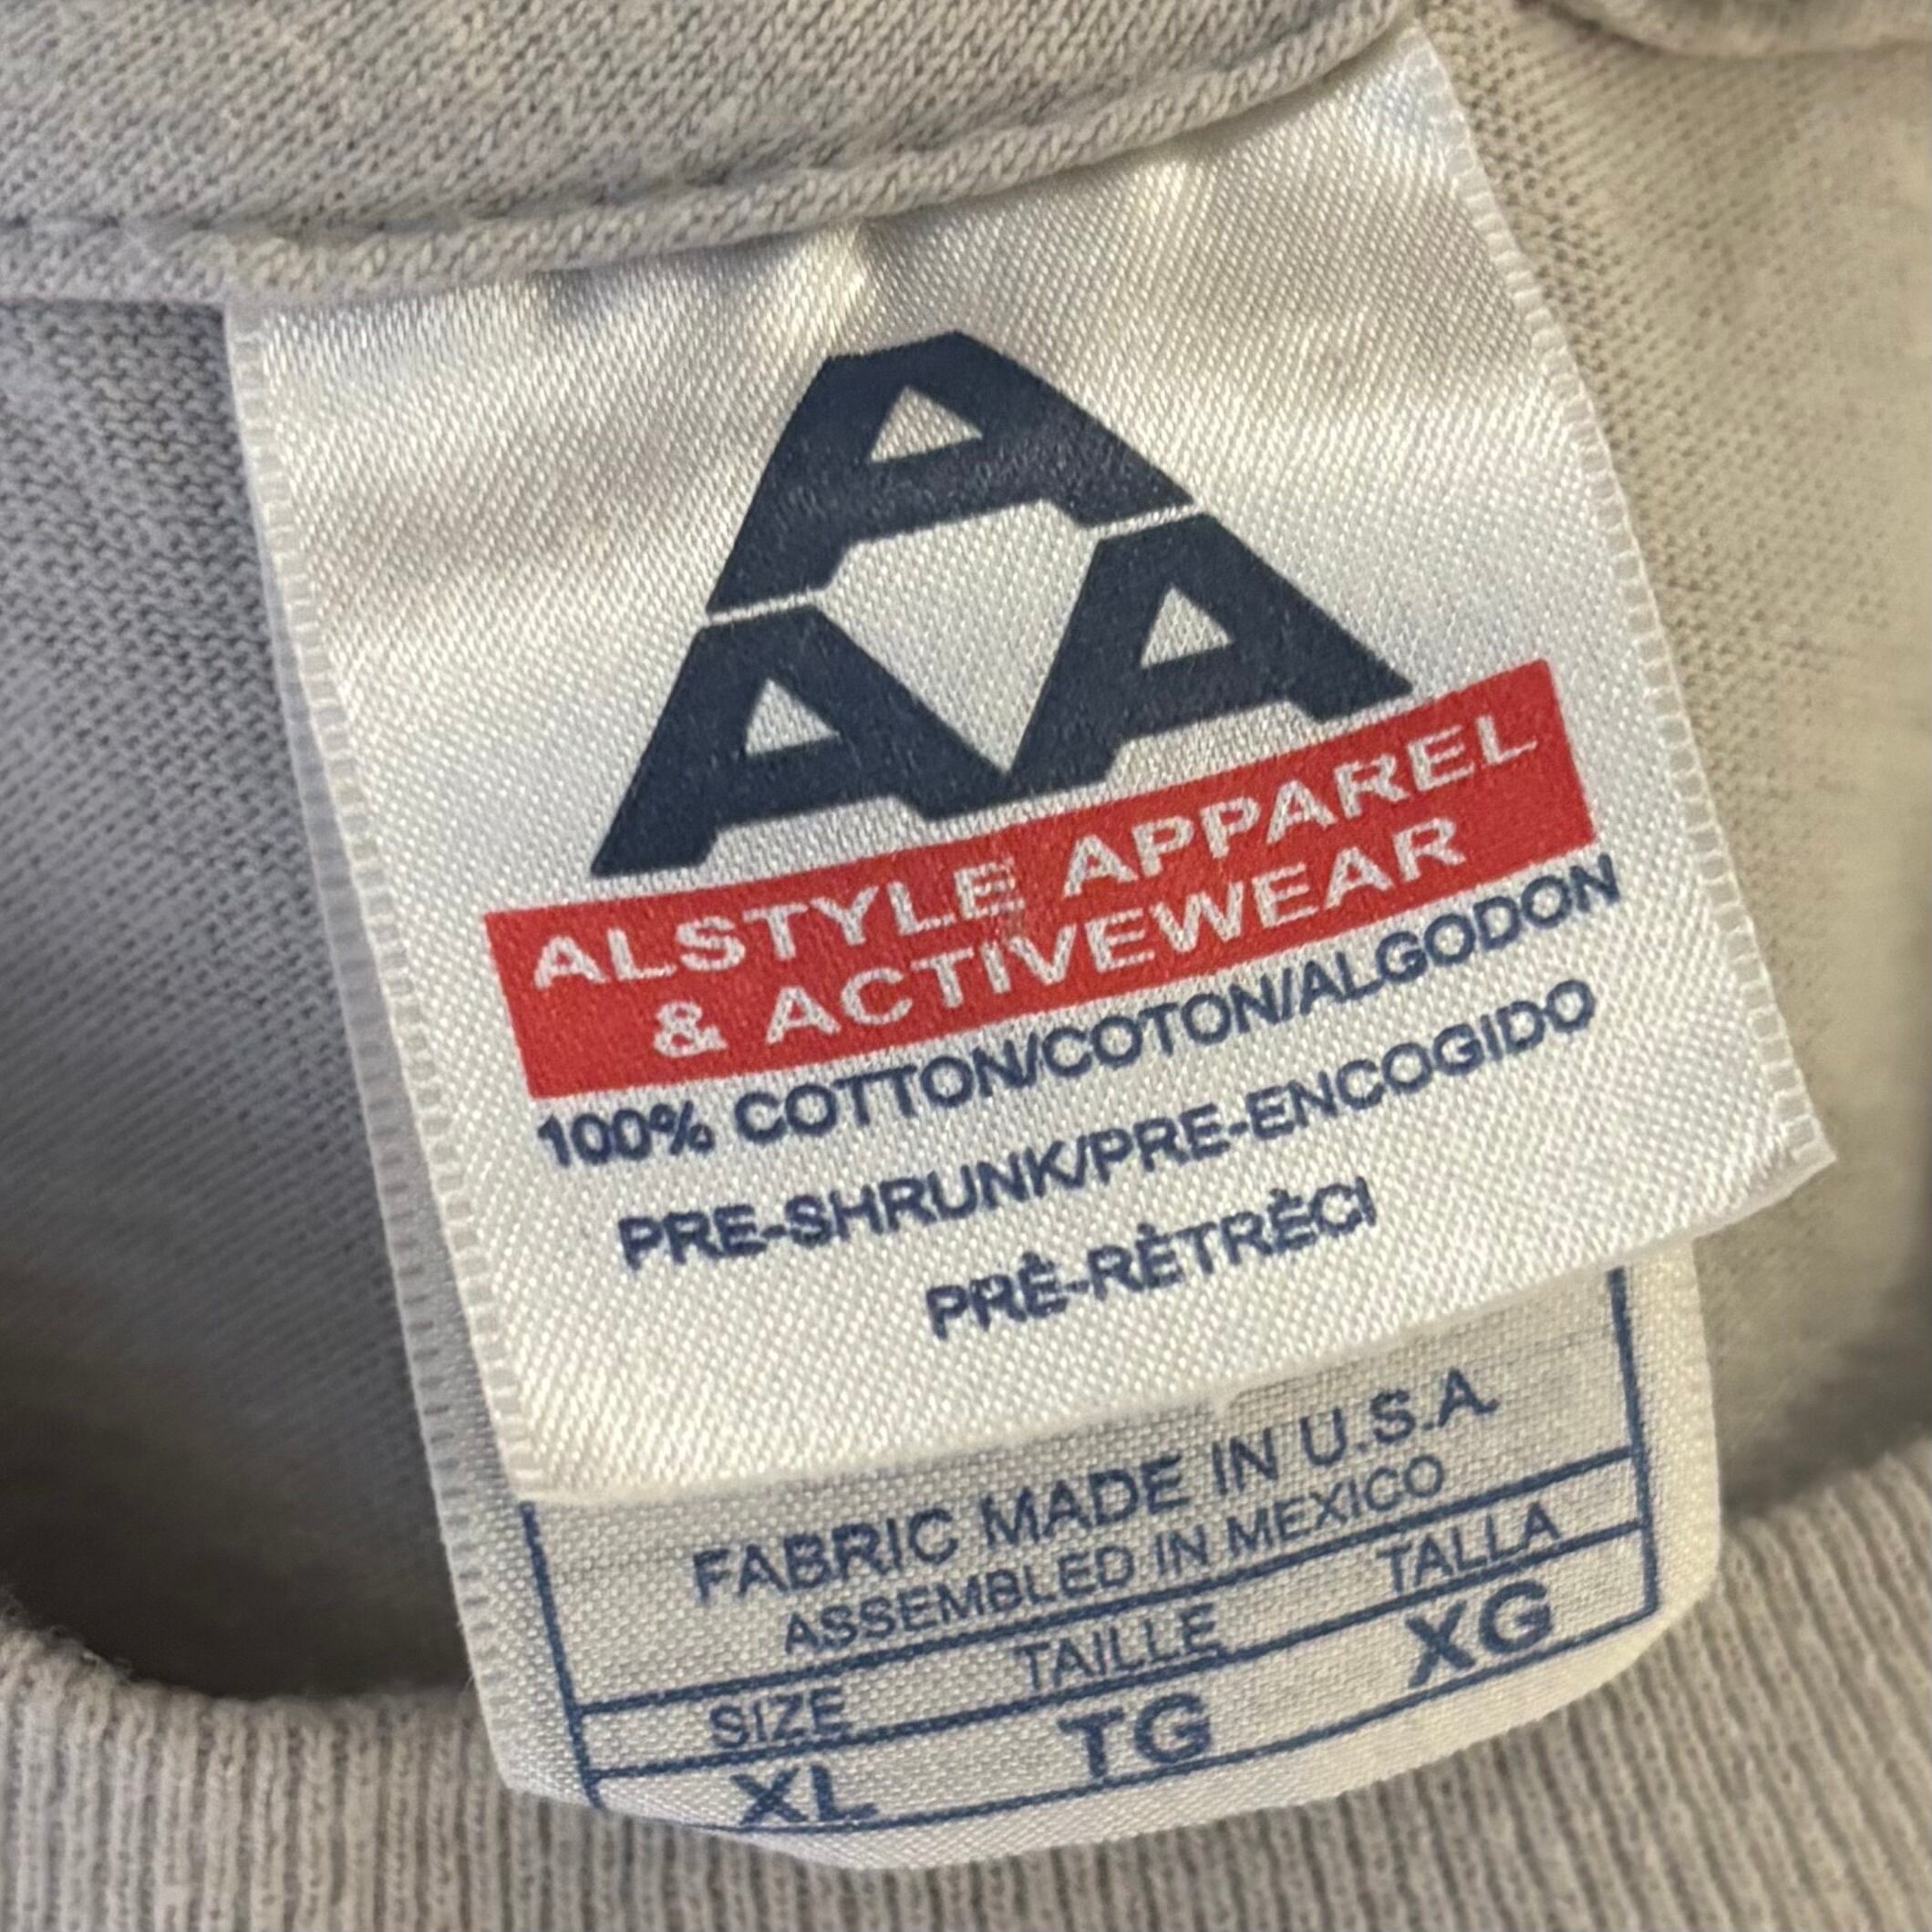 A
A A
ALSTYLE APPAREL
& ACTIVEWEAR
100% COTTON/COTON/ALGODON
PRE-SHRUNK/PRE-ENCOGIDO
PRÈ-RÈTRÈCI
FABRIC MADE IN U.S.A.
ASSEMBLED IN MEXICO
SIZE TAILLE TALLA
XL TG XG